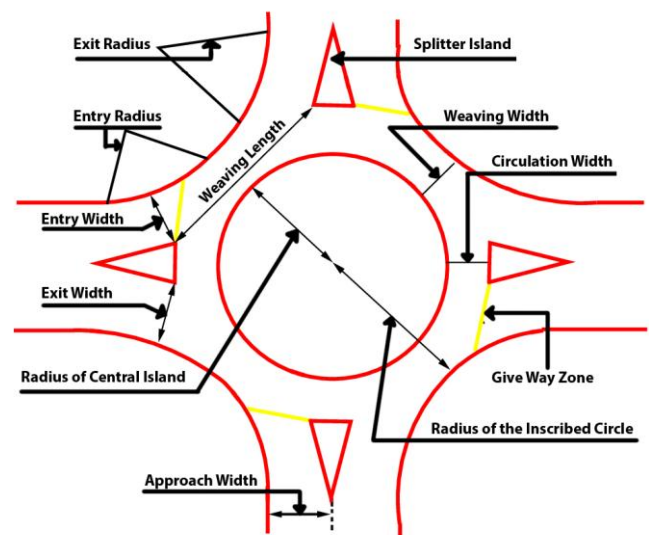 Exit Radius
Splitter Island
Entry Radius
Weaving Width
Weaving Length
Circulation Width
Entry Width
Exit Width
Radius of Central Island
Give Way Zone
Radius of the Inscribed Circle
Approach Width